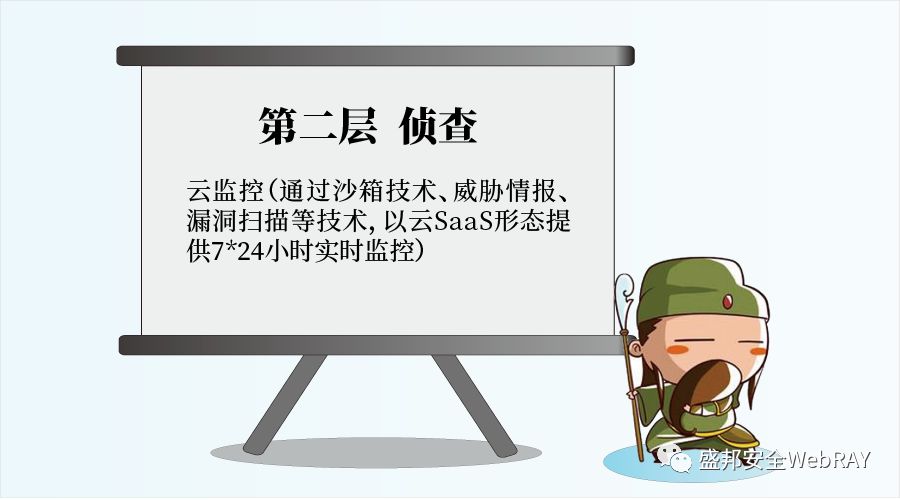 第二层 侦查
云监控(通过沙箱技术、威胁情报、
漏洞扫描等技术,以云SaaS形态提
供7*24小时实时监控)
盛邦安全WebRAY